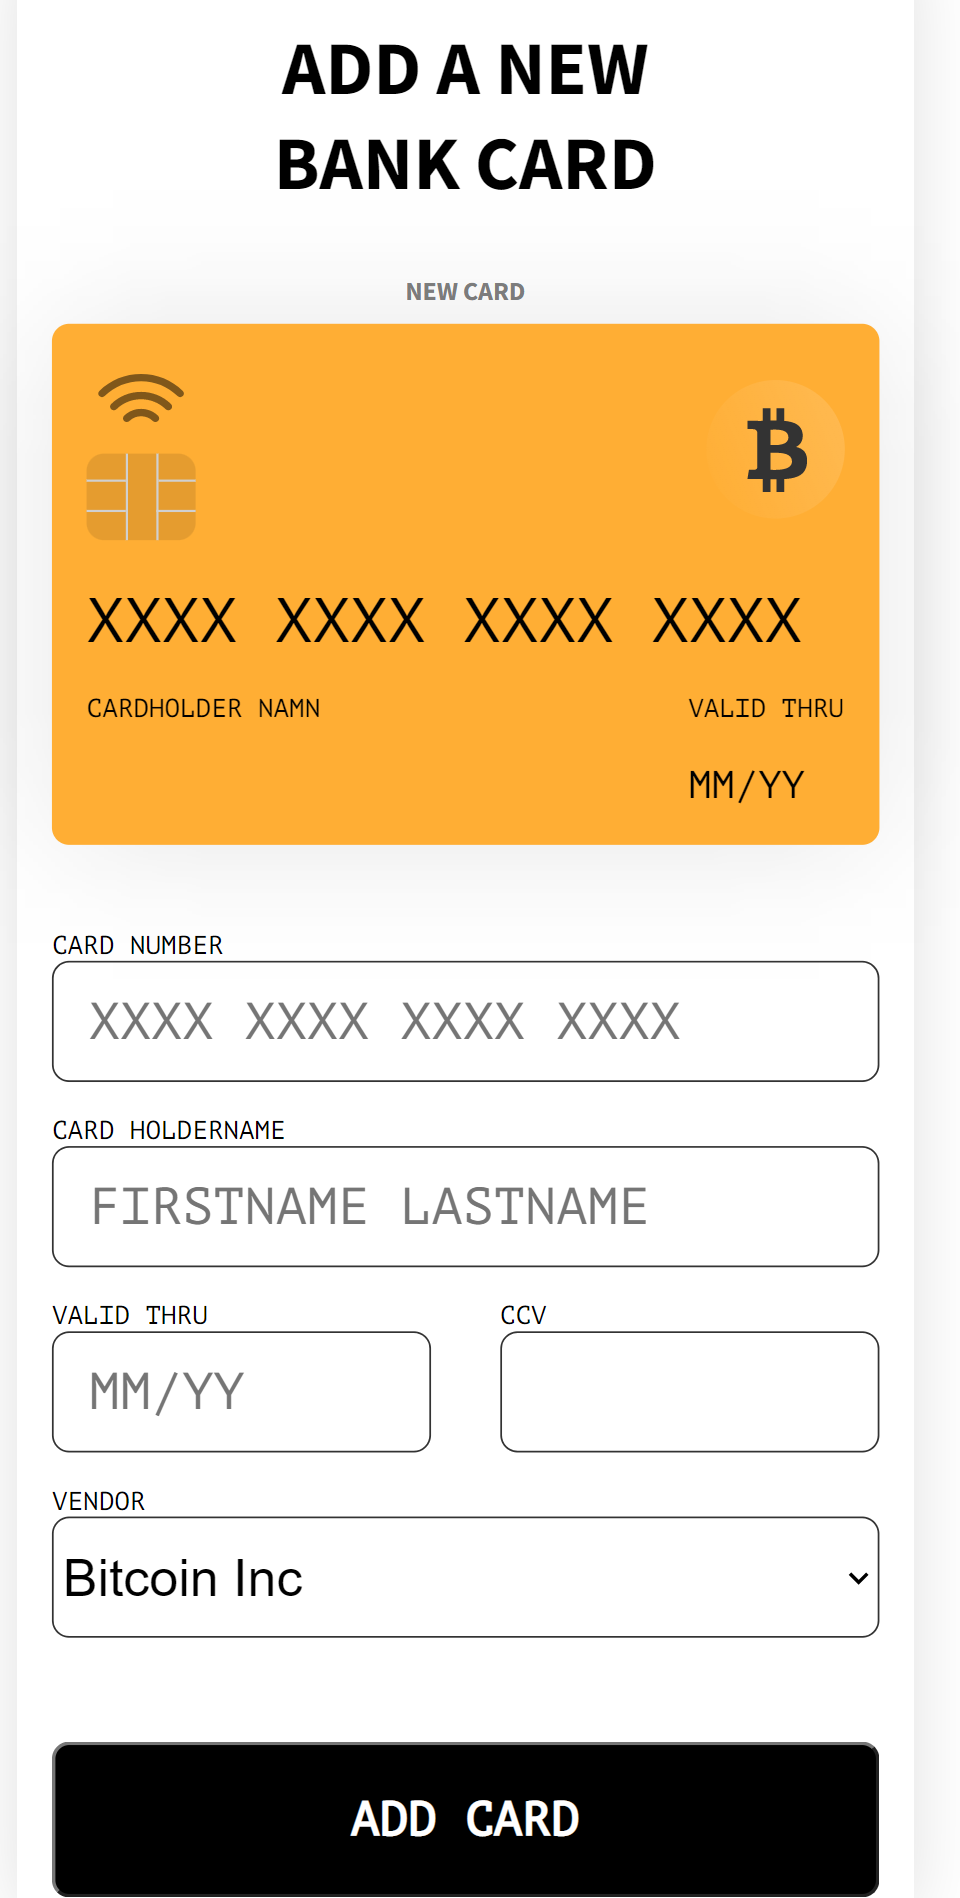 ADD A NEW
BANK CARD
NEW CARD
XXXX XXXX XXXX XXXX
CARDHOLDER NAMN VALID THRU
MM/YY
CARD NUMBER
XXXX XXXX XXXX XXXX
CARD HOLDERNAME
FIRSTNAME LASTNAME
VALID THRU CCV
MM/YY
VENDOR
Bitcoin Inc
ADD CARD